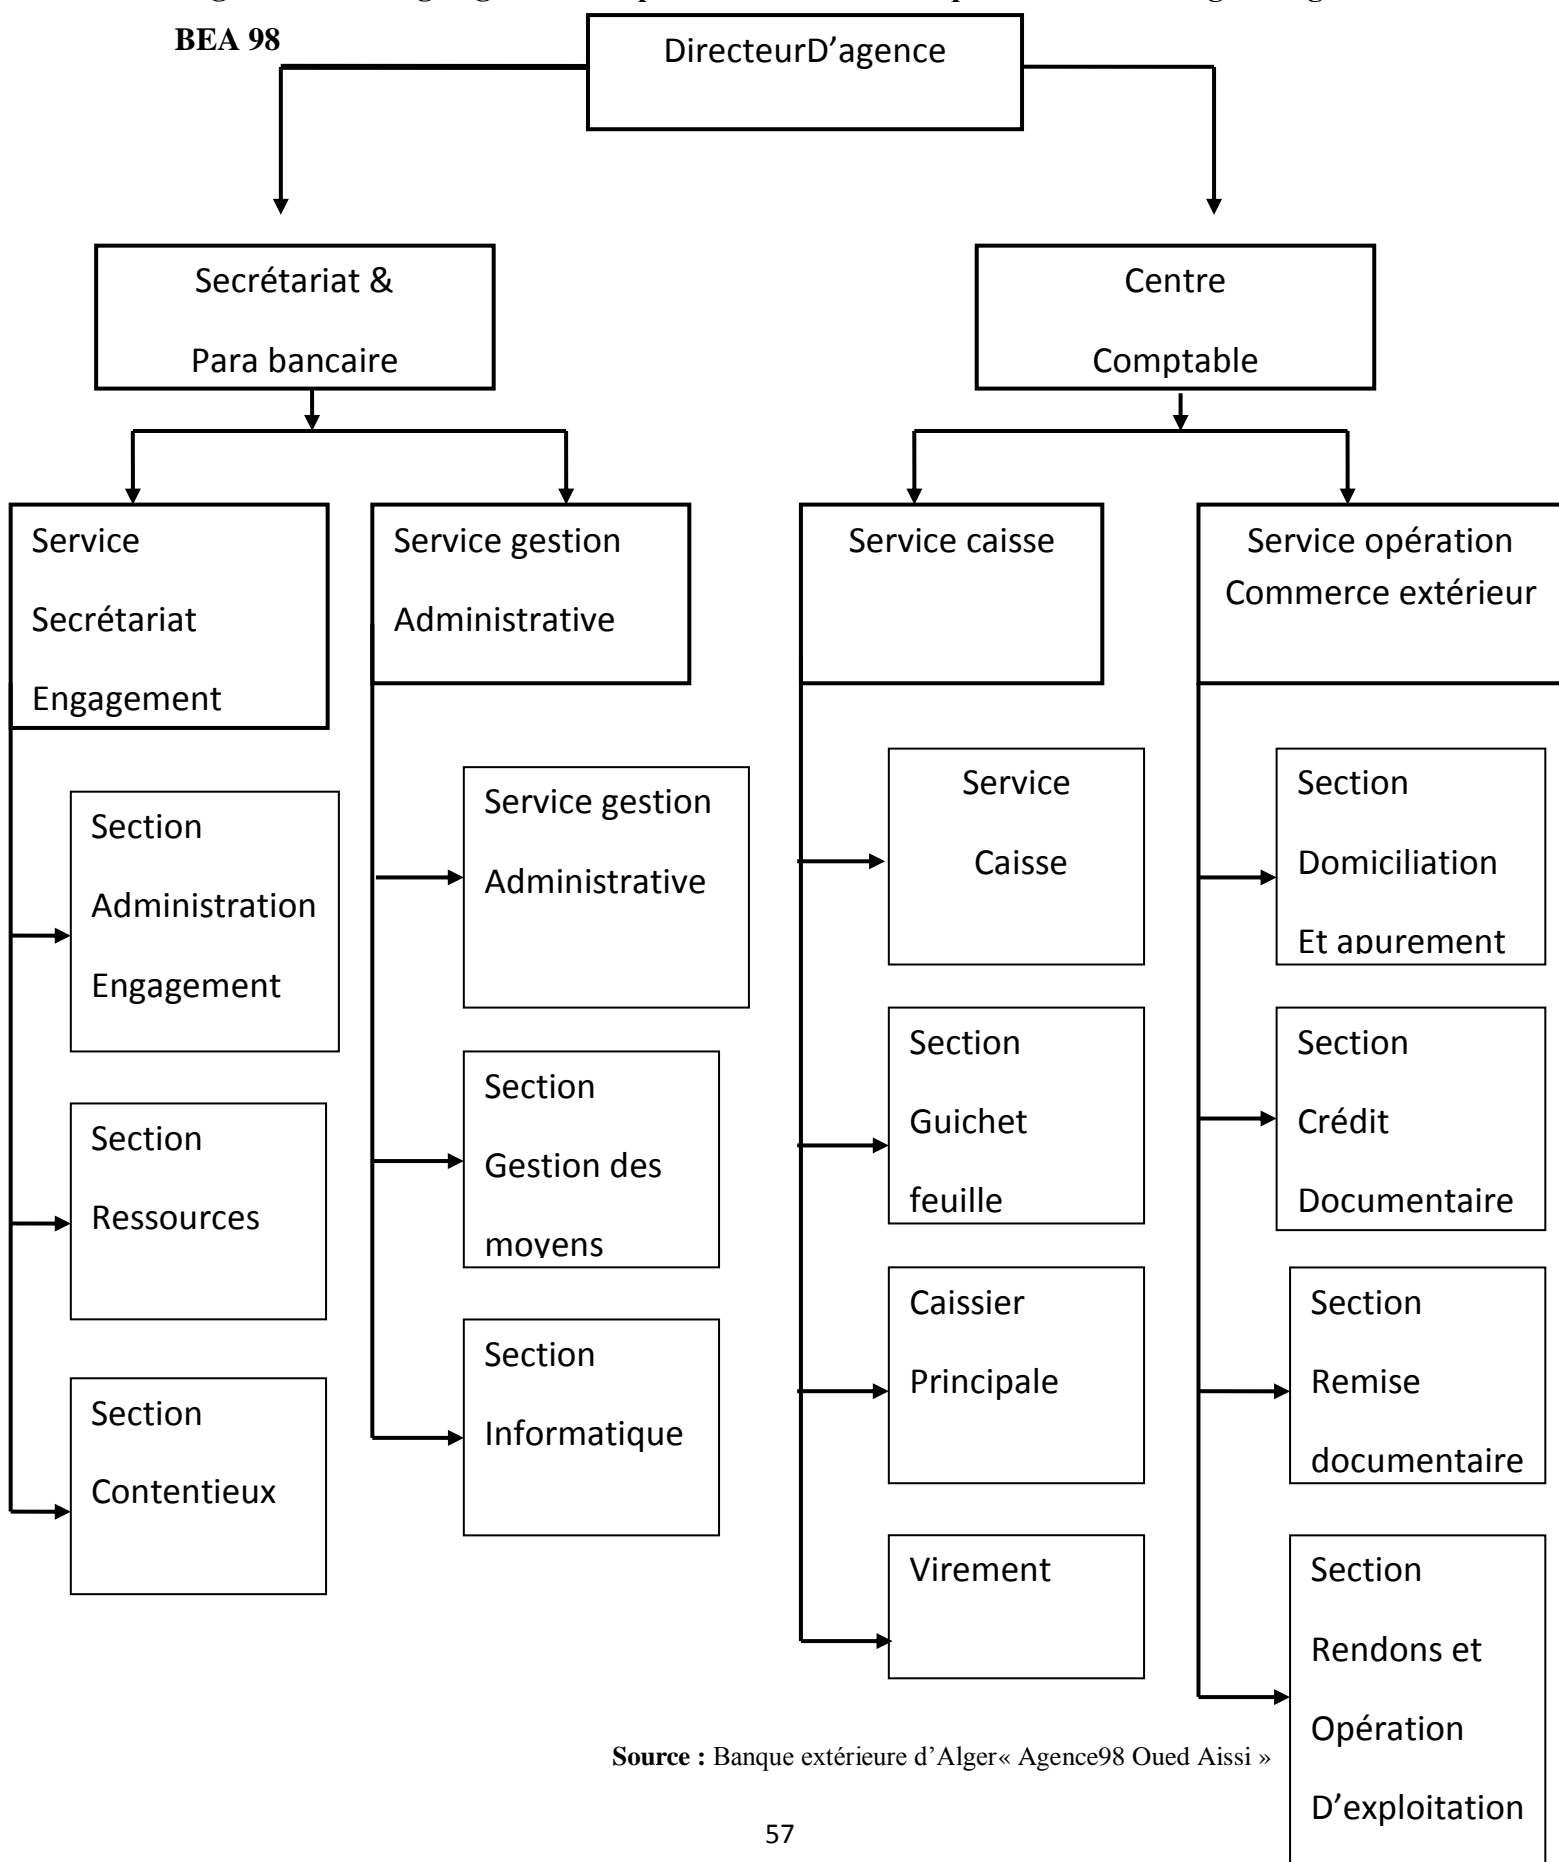 BEA 98
DirecteurD’agence
Secrétariat &
Para bancaire
Centre
Comptable
Service
Secrétariat
Engagement
Service gestion
Administrative
Service caisse
Service opération
Commerce extérieur
Section
Administration
Engagement
Section
Ressources
Section
Contentieux
Service gestion
Administrative
Section
Gestion des
moyens
Section
Informatique
Service
Caisse
Section
Guichet
feuille
Caissier
Principale
Virement
Section
Domiciliation
Et apurement
Section
Crédit
Documentaire
Section
Remise
documentaire
Section
Rendons et
Opération
D’exploitation
Source : Banque extérieure d’Alger« Agence98 Oued Aissi »
57